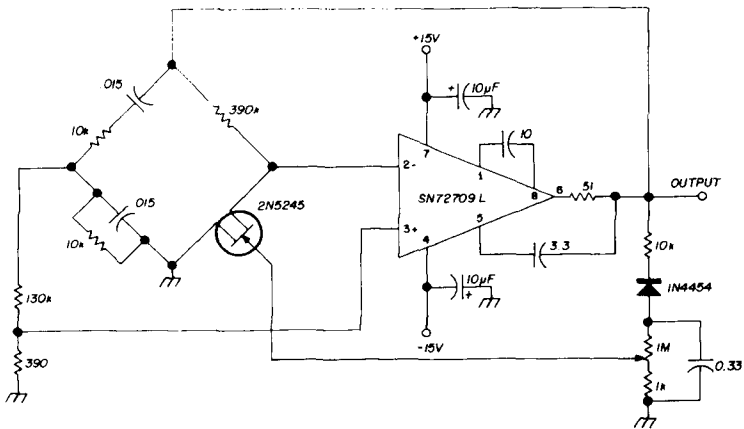 +15V
10µF
+
.015
390k
10k
7
10
2-
1
8
SN72709L
6
51
OUTPUT
2N5245
015
3+
5
3.3
10k
10k
4
10µF
+
1N4454
130k
-15V
1M
0.33
390
1k